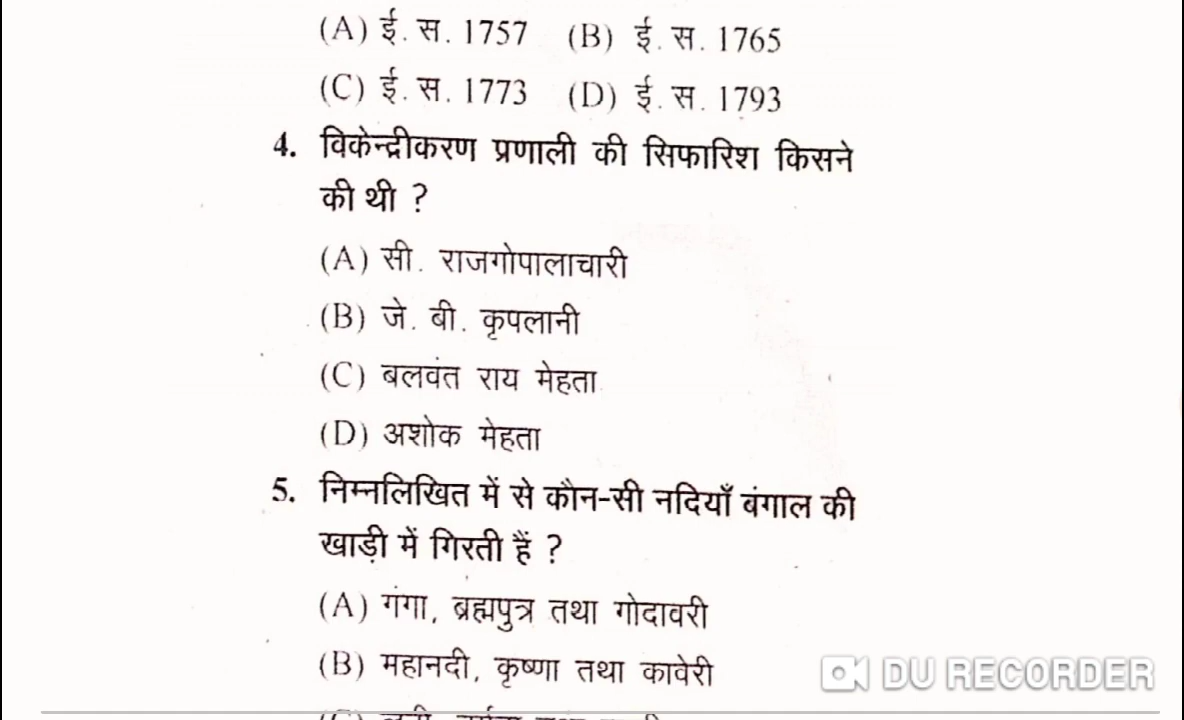 (A) ई. स. 1757 (B) ई. स. 1765
(C) ई. स. 1773 (D) ई. स. 1793
4. विकेन्द्रीकरण प्रणाली की सिफारिश किसने
की थी ?
(A) सी. राजगोपालाचारी
(B) जे. बी. कृपलानी
(C) बलवंत राय मेहता
(D) अशोक मेहता
5. निम्नलिखित में से कौन-सी नदियाँ बंगाल की
खाड़ी में गिरती हैं ?
(A) गंगा, ब्रह्मपुत्र तथा गोदावरी
(B) महानदी, कृष्णा तथा कावेरी
DU RECORDER